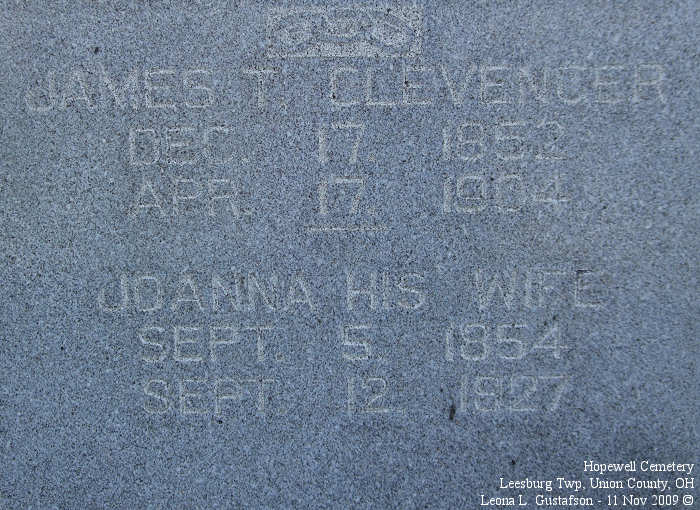 JAMES T. CLEVENGER
DEC. 17. 1852
APR. 17. 1904
JOANNA HIS WIFE
SEPT. 5. 1854
SEPT. 12. 1927
Hopewell Cemetery
Leesburg Twp, Union County, OH
Leona L. Gustafson - 11 Nov 2009 ©